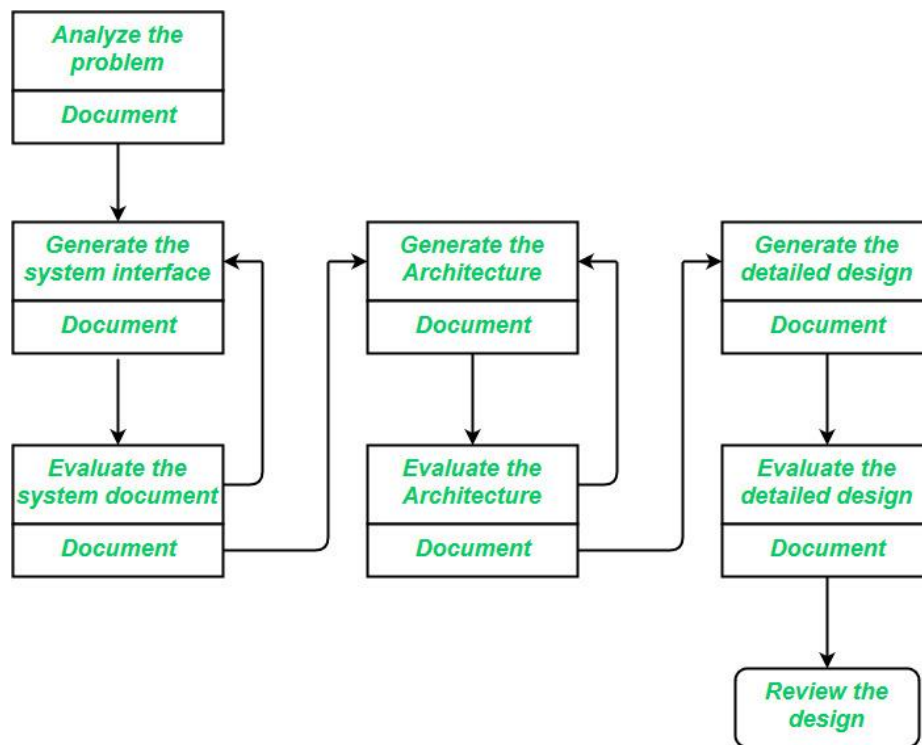 Analyze the
problem
Document
Generate the
system interface
Document
Evaluate the
system document
Document
Generate the
Architecture
Document
Evaluate the
Architecture
Document
Generate the
detailed design
Document
Evaluate the
detailed design
Document
Review the
design